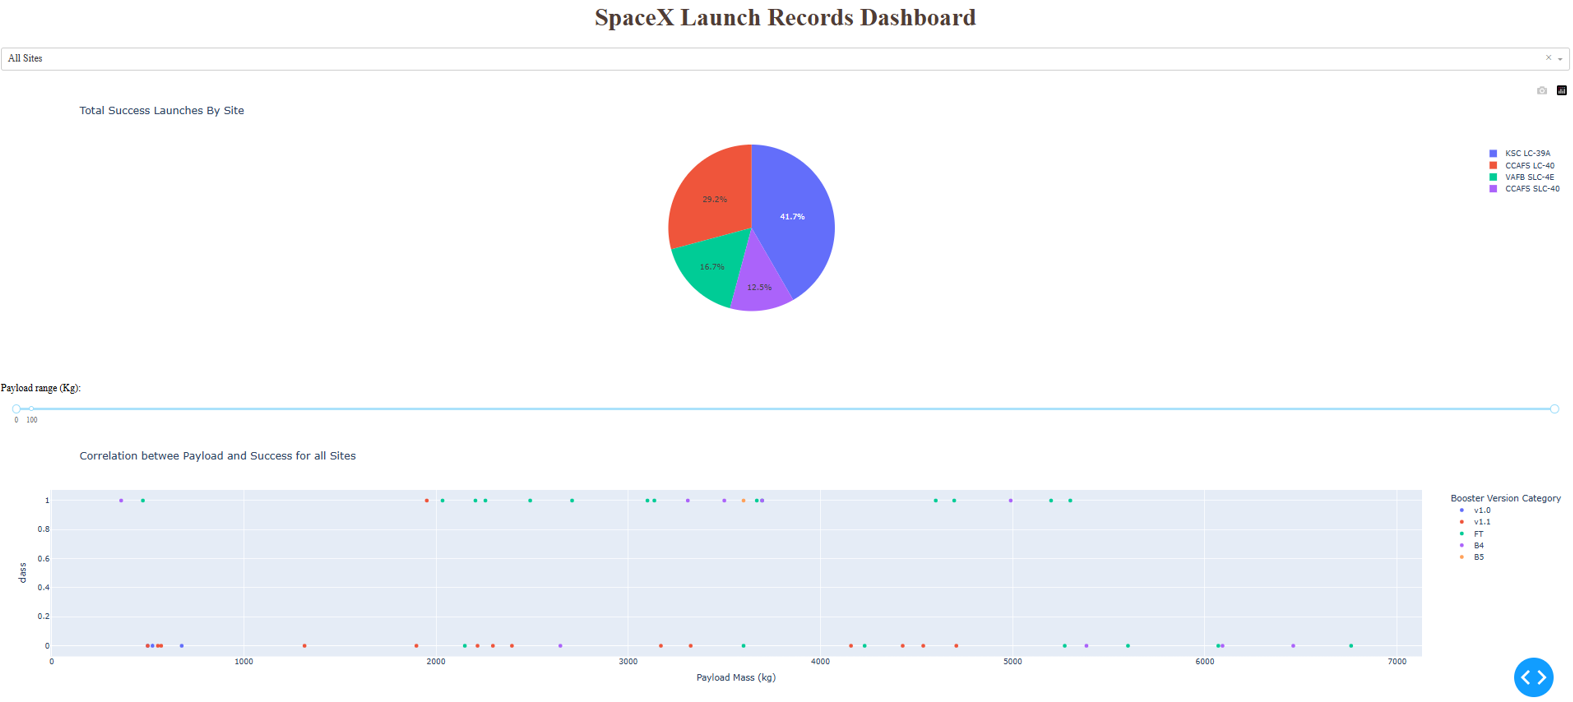 SpaceX Launch Records Dashboard
All Sites
Total Success Launches By Site
29.2%
41.7%
16.7%
12.5%
KSC LC-39A
CCAFS LC-40
VAFB SLC-4E
CCAFS SLC-40
Payload range (Kg):
0 100
Correlation betwee Payload and Success for all Sites
1
0.8
0.6
0.4
0.2
0
class
0 1000 2000 3000 4000 5000 6000 7000
Payload Mass (kg)
Booster Version Category
v1.0
v1.1
FT
B4
B5